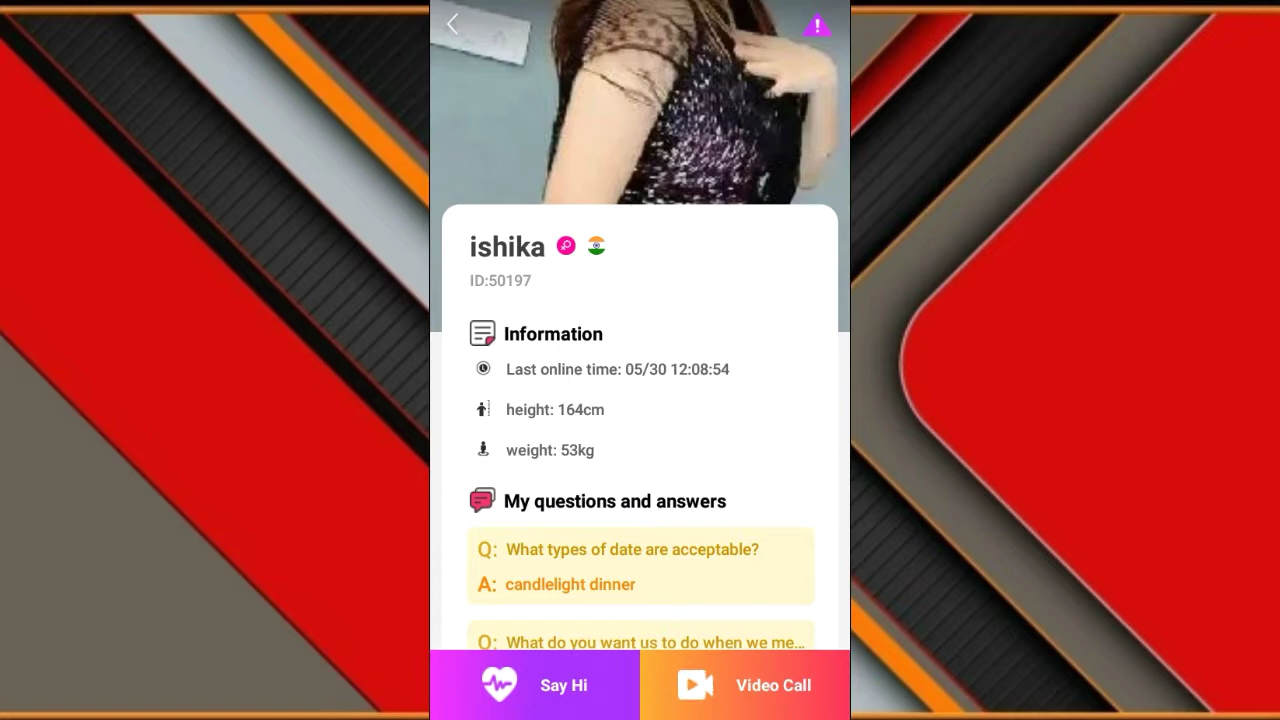 ishika
ID:50197
Information
Last online time: 05/30 12:08:54
height: 164cm
weight: 53kg
My questions and answers
Q: What types of date are acceptable?
A: candlelight dinner
Q: What do you want us to do when we me...
Say Hi
Video Call